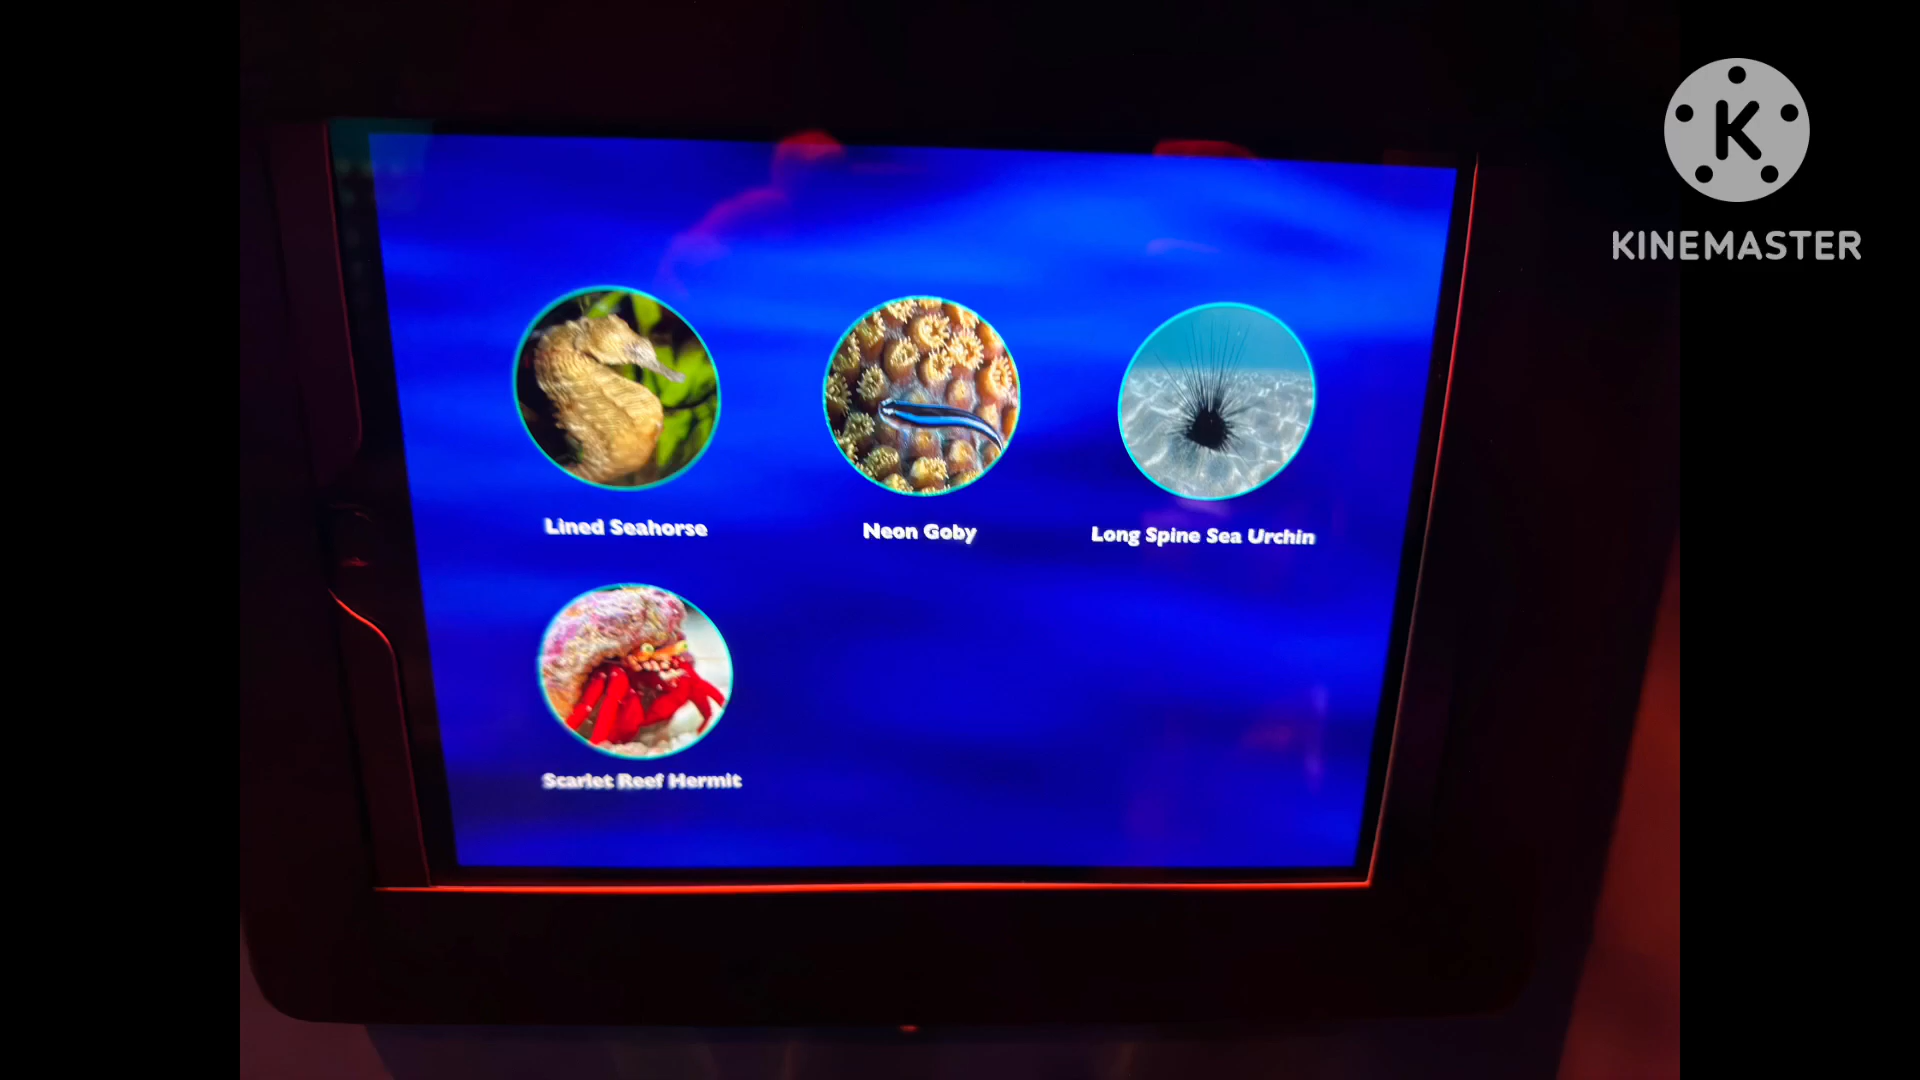 K
KINEMASTER
Lined Seahorse
Neon Goby
Long Spine Sea Urchin
Scarlet Reef Hermit